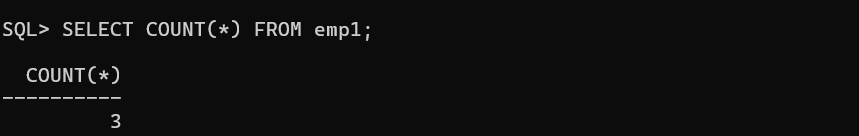 SQL> SELECT COUNT(*) FROM emp1;
COUNT(*)
----------
3